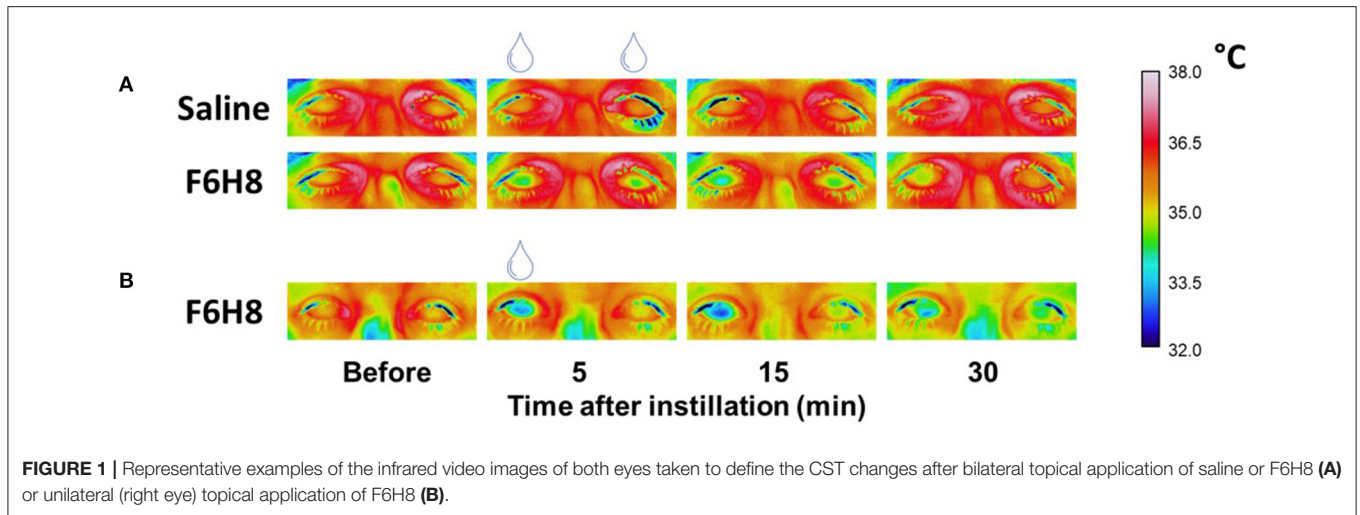 °C
A
Saline
F6H8
B
F6H8
38.0
36.5
35.0
33.5
32.0
Before 5 15 30
Time after instillation (min)
FIGURE 1 | Representative examples of the infrared video images of both eyes taken to define the CST changes after bilateral topical application of saline or F6H8 (A)
or unilateral (right eye) topical application of F6H8 (B).